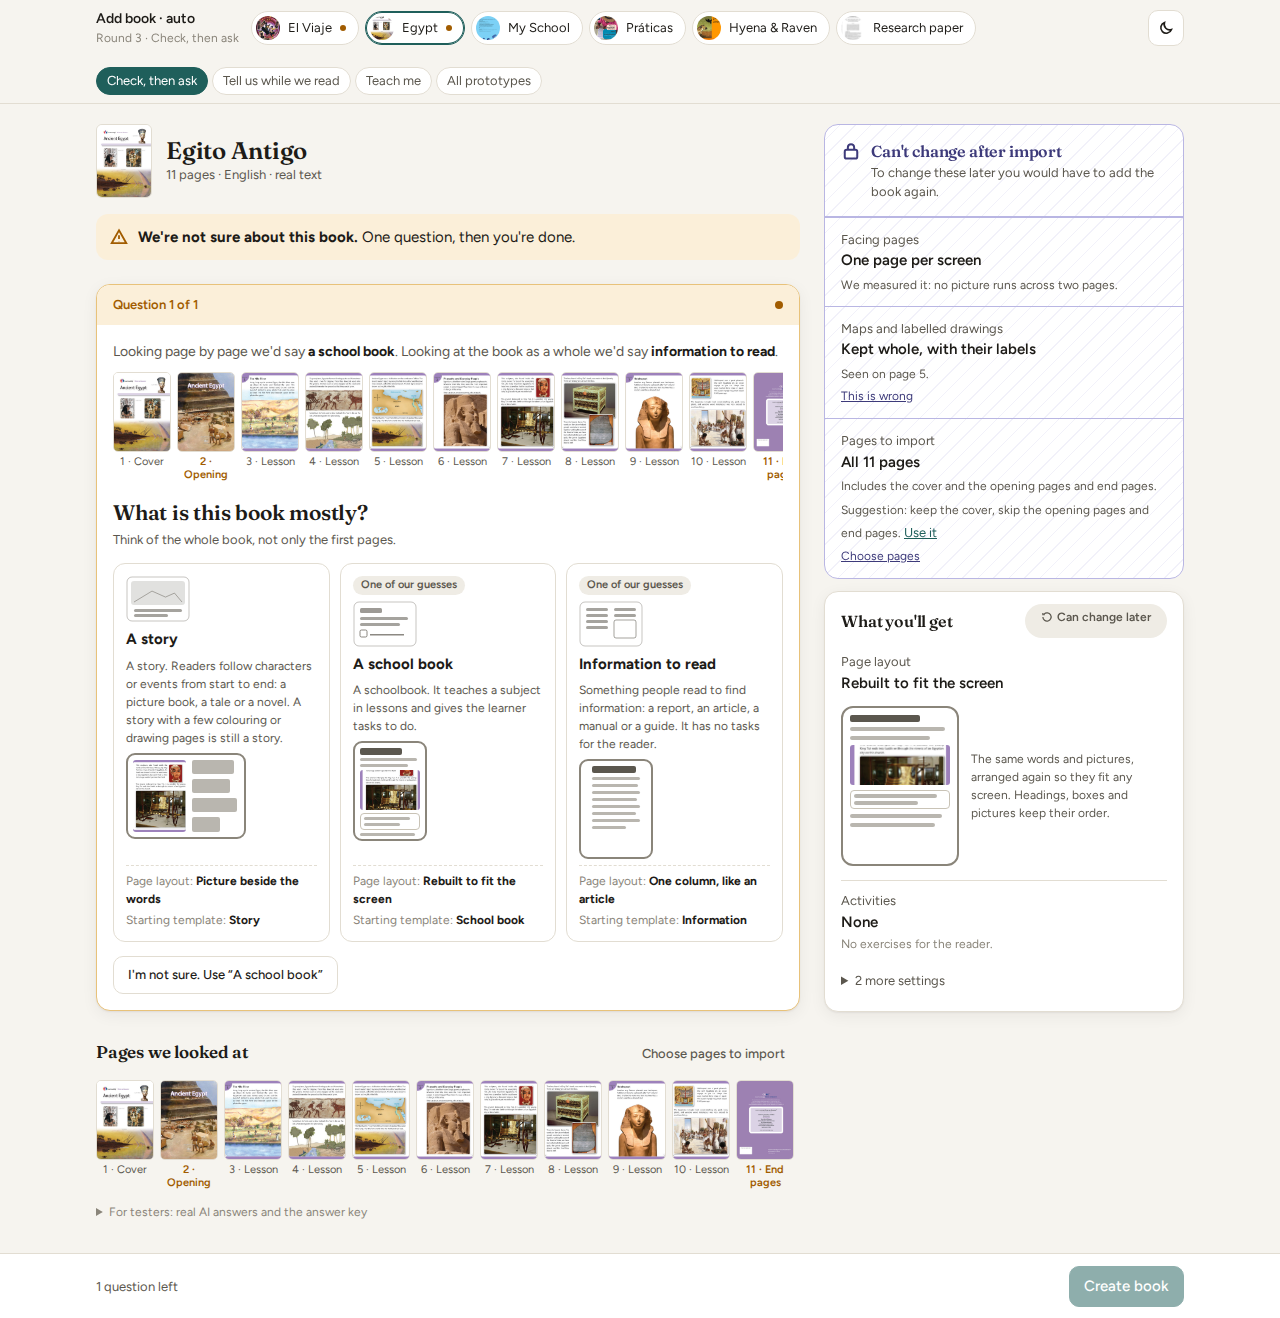 Add book · auto
Round 3 · Check, then ask
El Viaje
Egypt
My School
Práticas
Hyena & Raven
Research paper
Check, then ask
Tell us while we read
Teach me
All prototypes
Egito Antigo
11 pages · English · real text
We're not sure about this book. One question, then you're done.
Question 1 of 1
Looking page by page we'd say a school book. Looking at the book as a whole we'd say information to read.
Ancient Egypt
Ancient Egypt
1 · Cover
2 · Opening
3 · Lesson
4 · Lesson
5 · Lesson
6 · Lesson
7 · Lesson
8 · Lesson
9 · Lesson
10 · Lesson
11 ·
What is this book mostly?
Think of the whole book, not only the first pages.
A story
A story. Readers follow characters
or events from start to end: a
picture book, a tale or a novel. A
story with a few colouring or
drawing pages is still a story.
Page layout: Picture beside the
words
Starting template: Story
One of our guesses
A school book
A schoolbook. It teaches a subject
in lessons and gives the learner
tasks to do.
Page layout: Rebuilt to fit the
screen
Starting template: School book
One of our guesses
Information to read
Something people read to find
information: a report, an article, a
manual or a guide. It has no tasks
for the reader.
Page layout: One column, like an
article
Starting template: Information
I'm not sure. Use “A school book”
Pages we looked at
Choose pages to import
Ancient Egypt
Ancient Egypt
1 · Cover
2 · Opening
3 · Lesson
4 · Lesson
5 · Lesson
6 · Lesson
7 · Lesson
8 · Lesson
9 · Lesson
10 · Lesson
11 · End pages
For testers: real AI answers and the answer key
Can't change after import
To change these later you would have to add the
book again.
Facing pages
One page per screen
We measured it: no picture runs across two pages.
Maps and labelled drawings
Kept whole, with their labels
Seen on page 5.
This is wrong
Pages to import
All 11 pages
Includes the cover and the opening pages and end pages.
Suggestion: keep the cover, skip the opening pages and
end pages. Use it
Choose pages
What you'll get
Can change later
Page layout
Rebuilt to fit the screen
The same words and pictures,
arranged again so they fit any
screen. Headings, boxes and
pictures keep their order.
Activities
None
No exercises for the reader.
2 more settings
1 question left
Create book